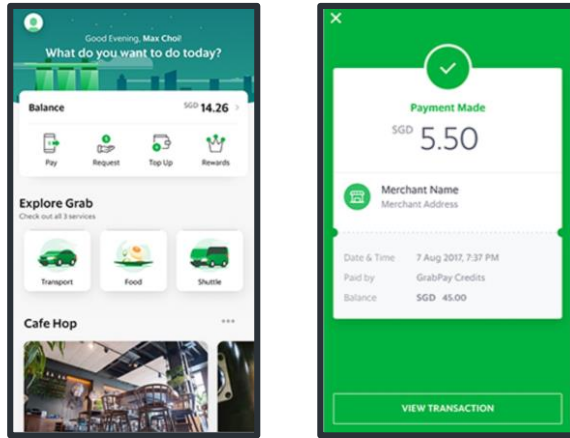 Good Evening, Max Choi!
What do you want to do today?
Balance
SGD 14.26 >
Pay
Request
Top Up
Rewards
Explore Grab
Check out all 3 services
Transport
Food
Shuttle
Cafe Hop
Payment Made
SGD 5.50
Merchant Name
Merchant Address
Date & Time 7 Aug 2017, 7:37 PM
Paid by GrabPay Credits
Balance SGD 45.00
VIEW TRANSACTION